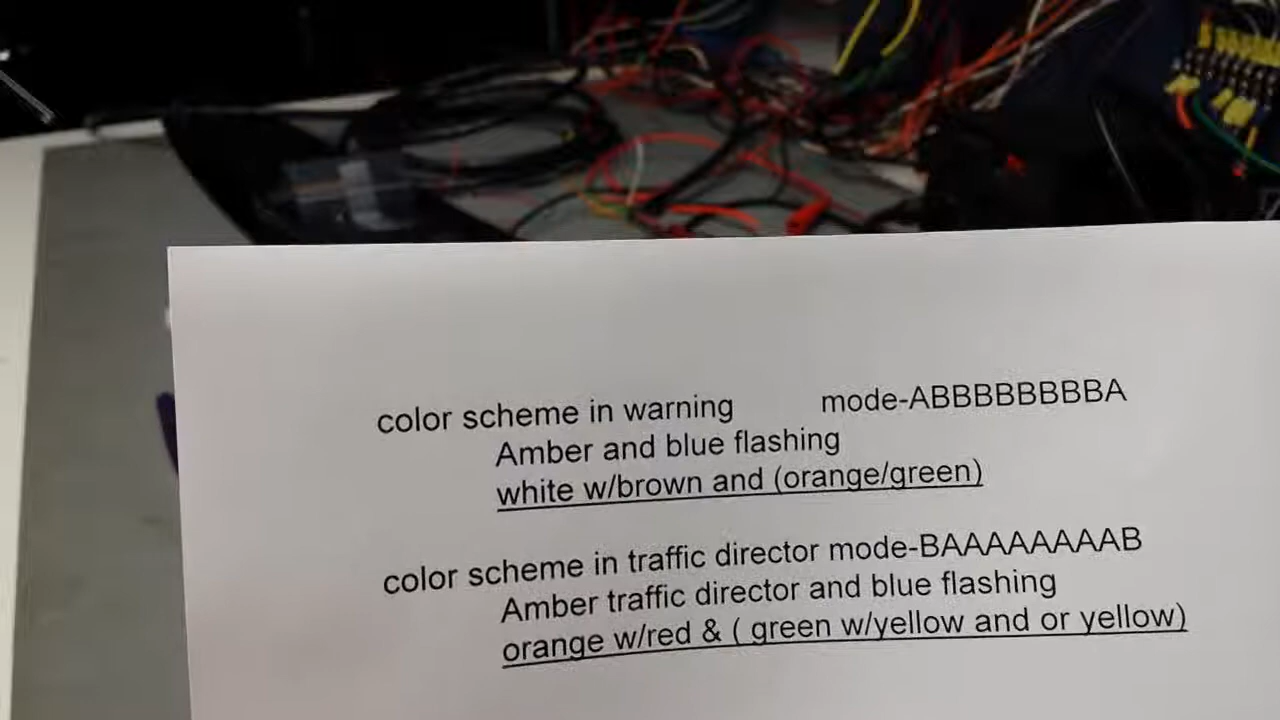 color scheme in warning mode-ABBBBBBBBA
Amber and blue flashing
white w/brown and (orange/green)
color scheme in traffic director mode-BAAAAAAAAB
Amber traffic director and blue flashing
orange w/red & ( green w/yellow and or yellow)